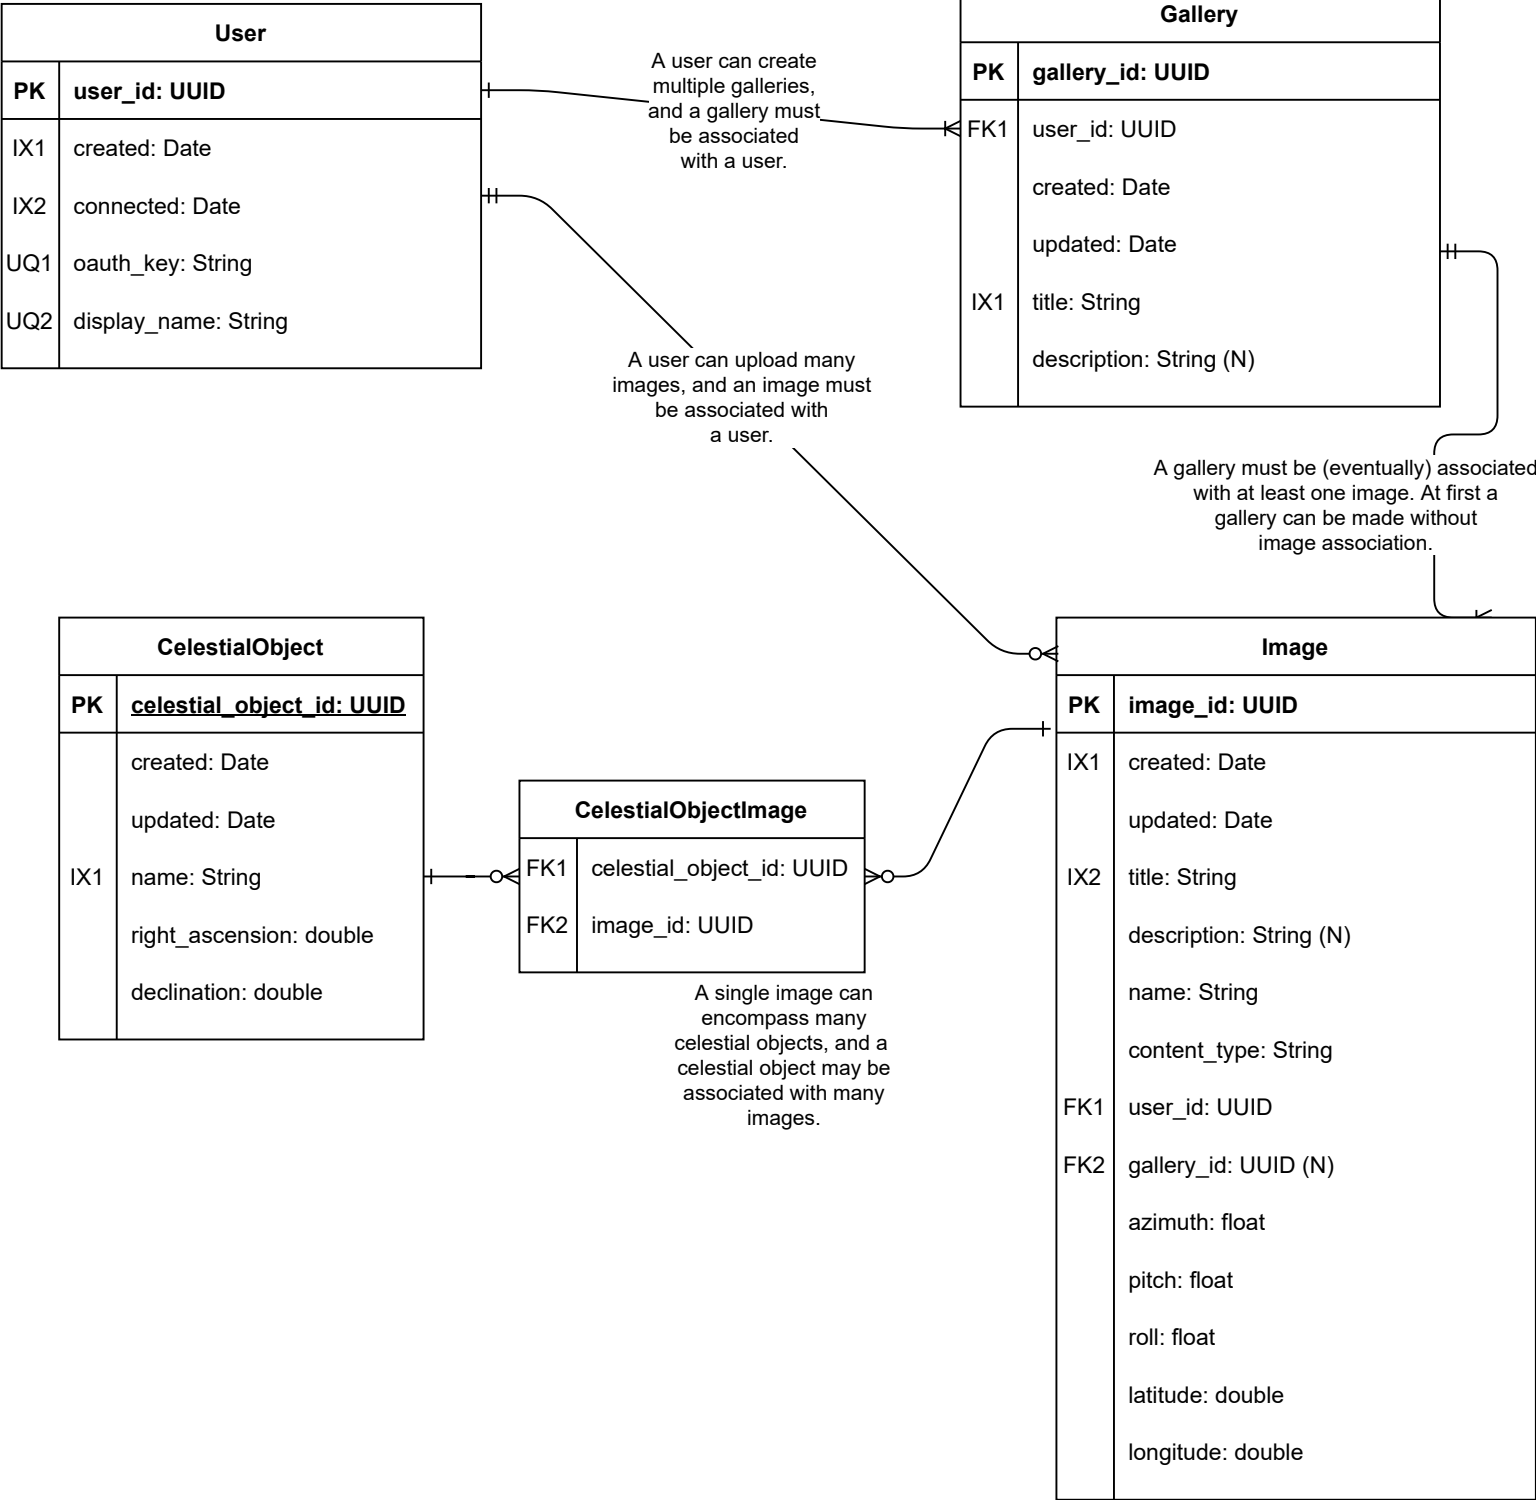 User
PK user_id: UUID
IX1 created: Date
IX2 connected: Date
UQ1 oauth_key: String
UQ2 display_name: String
A user can create
multiple galleries,
and a gallery must
be associated
with a user.
Gallery
PK gallery_id: UUID
FK1 user_id: UUID
created: Date
updated: Date
IX1 title: String
description: String (N)
A user can upload many
images, and an image must
be associated with
a user.
A gallery must be (eventually) associated
with at least one image. At first a
gallery can be made without
image association.
CelestialObject
PK celestial_object_id: UUID
created: Date
updated: Date
IX1 name: String
right_ascension: double
declination: double
CelestialObjectImage
FK1 celestial_object_id: UUID
FK2 image_id: UUID
A single image can
encompass many
celestial objects, and a
celestial object may be
associated with many
images.
Image
PK image_id: UUID
IX1 created: Date
updated: Date
IX2 title: String
description: String (N)
name: String
content_type: String
FK1 user_id: UUID
FK2 gallery_id: UUID (N)
azimuth: float
pitch: float
roll: float
latitude: double
longitude: double